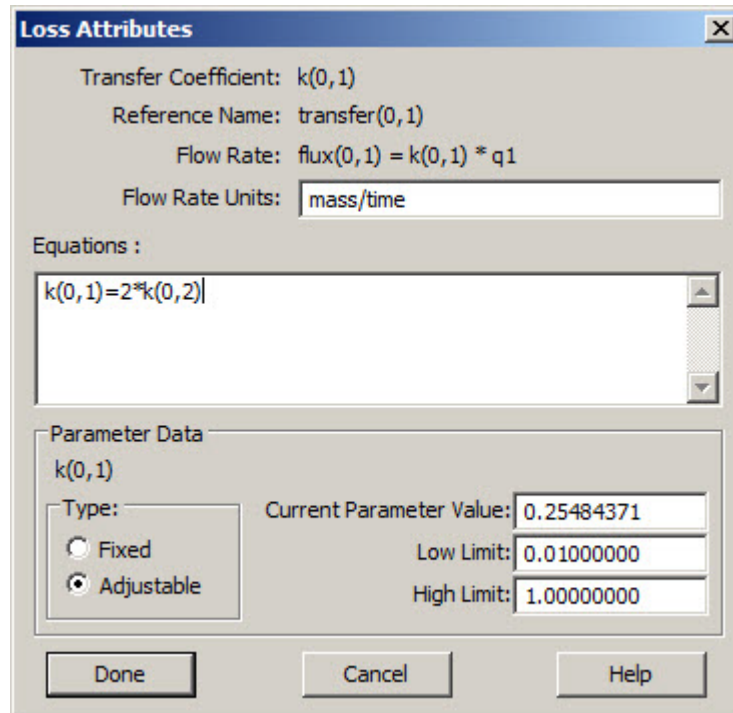 Loss Attributes
Transfer Coefficient: k(0,1)
Reference Name: transfer(0,1)
Flow Rate: flux(0,1) = k(0,1) * q1
Flow Rate Units: mass/time
Equations :
k(0,1)=2*k(0,2)
Parameter Data
k(0,1)
Type:
Current Parameter Value: 0.25484371
Fixed
Low Limit: 0.01000000
Adjustable
High Limit: 1.00000000
Done Cancel Help